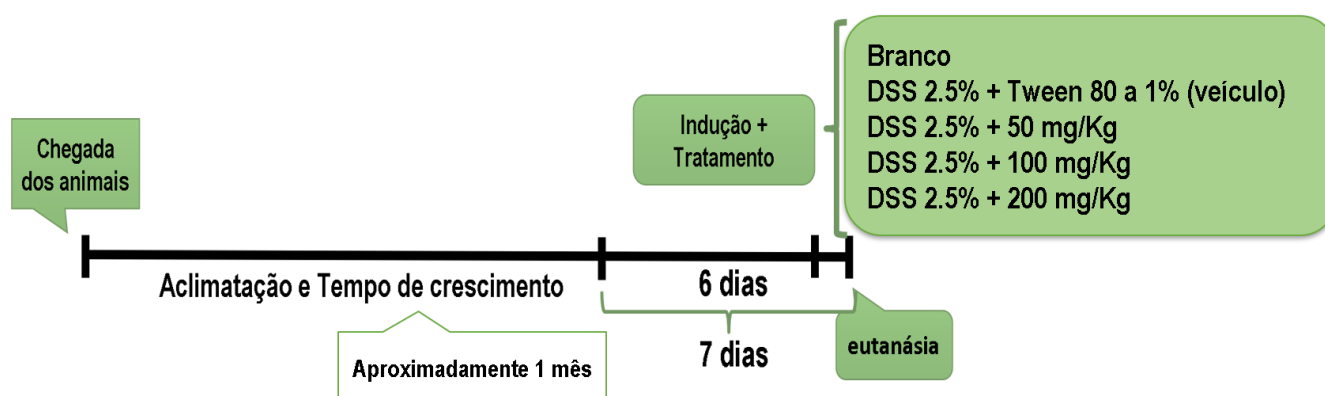 Chegada
dos animais
Aclimatação e Tempo de crescimento
Aproximadamente 1 mês
Indução +
Tratamento
Branco
DSS 2.5% + Tween 80 a 1% (veículo)
DSS 2.5% + 50 mg/Kg
DSS 2.5% + 100 mg/Kg
DSS 2.5% + 200 mg/Kg
6 dias
7 dias
eutanásia